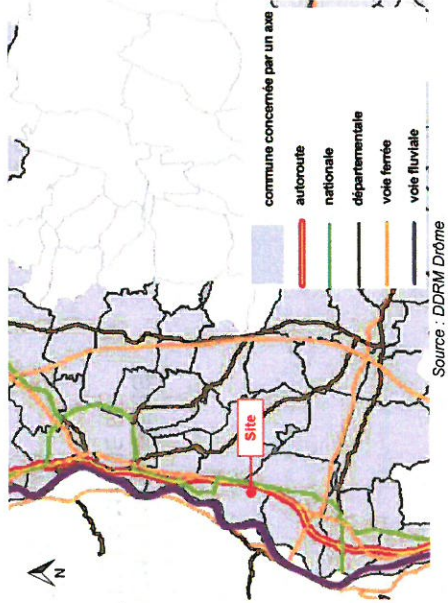 commune concernée par un axe
autoroute
nationale
départementale
voie ferrée
voie fluviale
Site
N
Source : DDRM Drôme